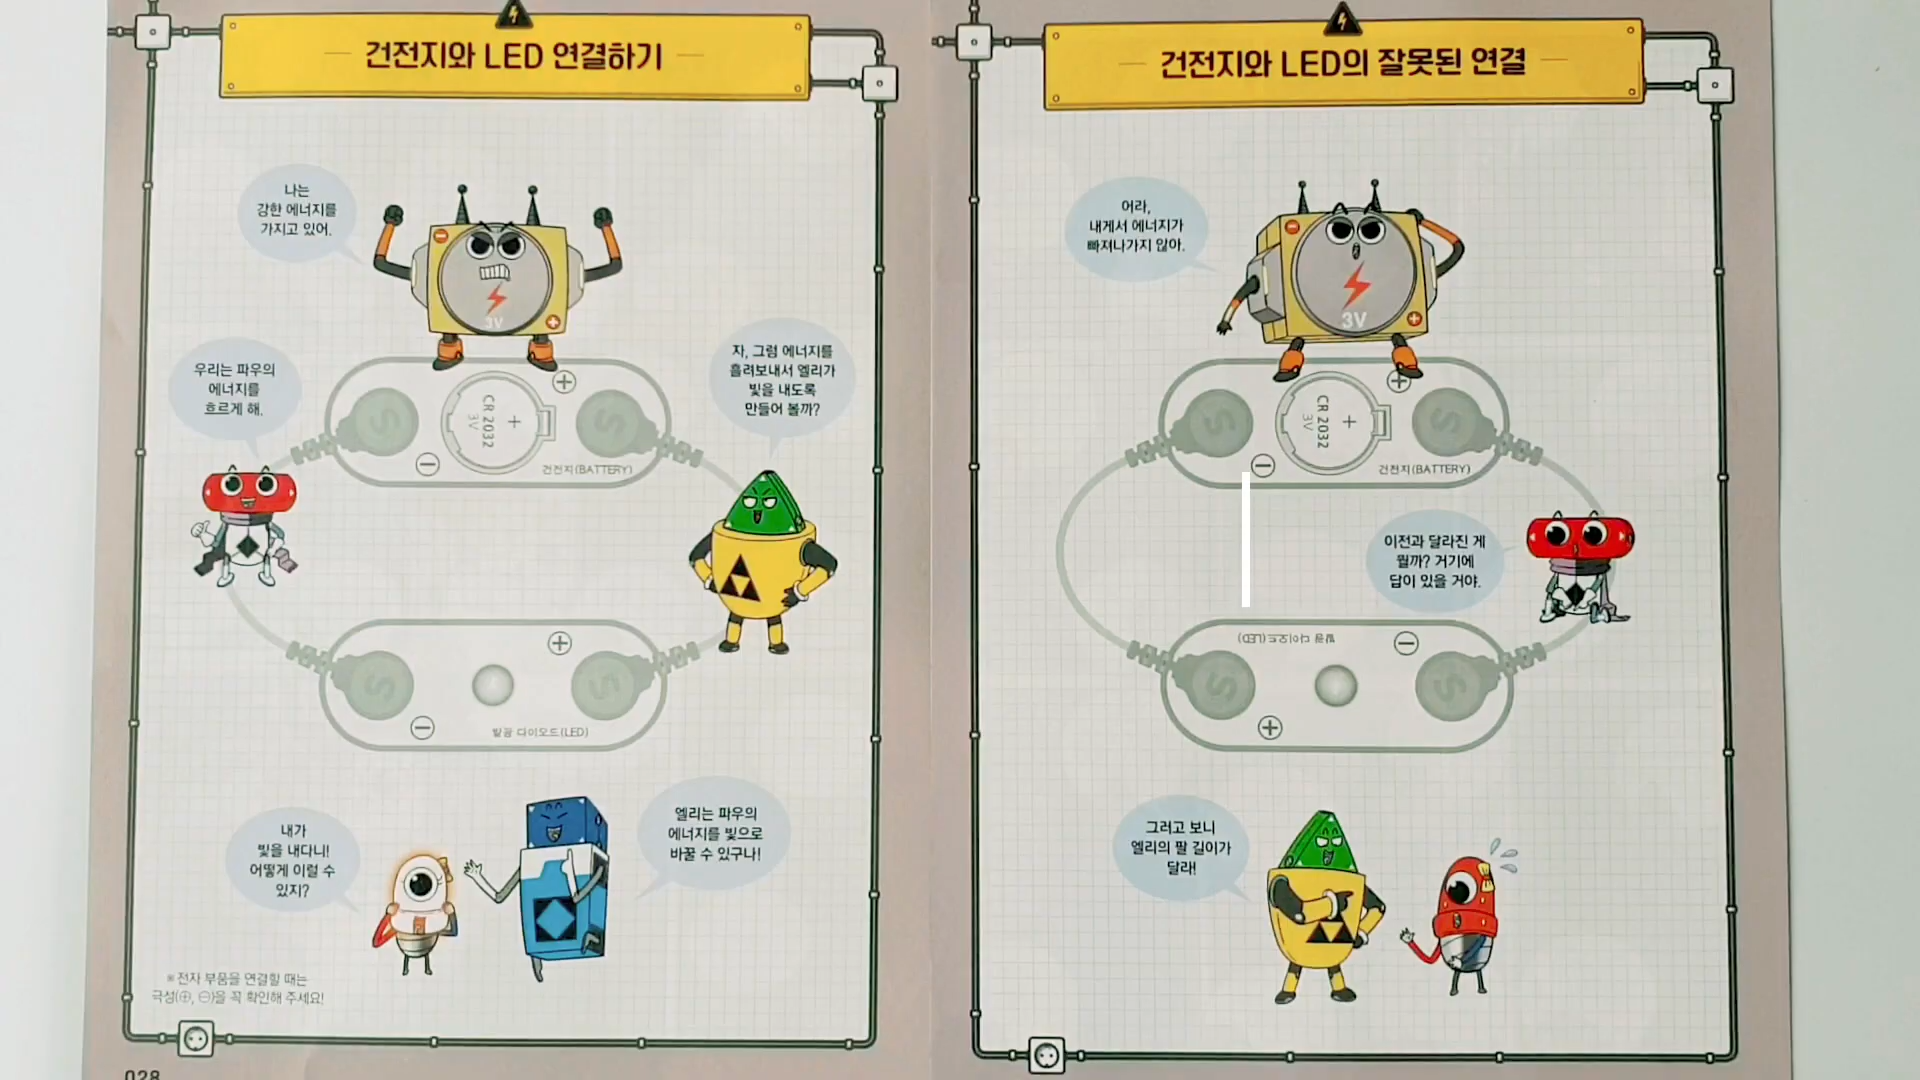 건전지와 LED 연결하기
나는
강한 에너지를
가지고 있어.
3V
우리는 파우의
에너지를
흐르게 해.
자, 그럼 에너지를
흘려보내서 엘리가
빛을 내도록
만들어 볼까?
CR 2032
3V
건전지(BATTERY)
발광 다이오드(LED)
내가
빛을 내다니!
어떻게 이럴 수
있지?
엘리는 파우의
에너지를 빛으로
바꿀 수 있구나!
※전자 부품을 연결할 때는
극성(⊕, ⊖)을 꼭 확인해 주세요!
028
건전지와 LED의 잘못된 연결
어라,
내게서 에너지가
빠져나가지 않아.
3V
CR 2032
3V
건전지(BATTERY)
이전과 달라진 게
뭘까? 거기에
답이 있을 거야.
발광 다이오드(LED)
그러고 보니
엘리의 팔 길이가
달라!